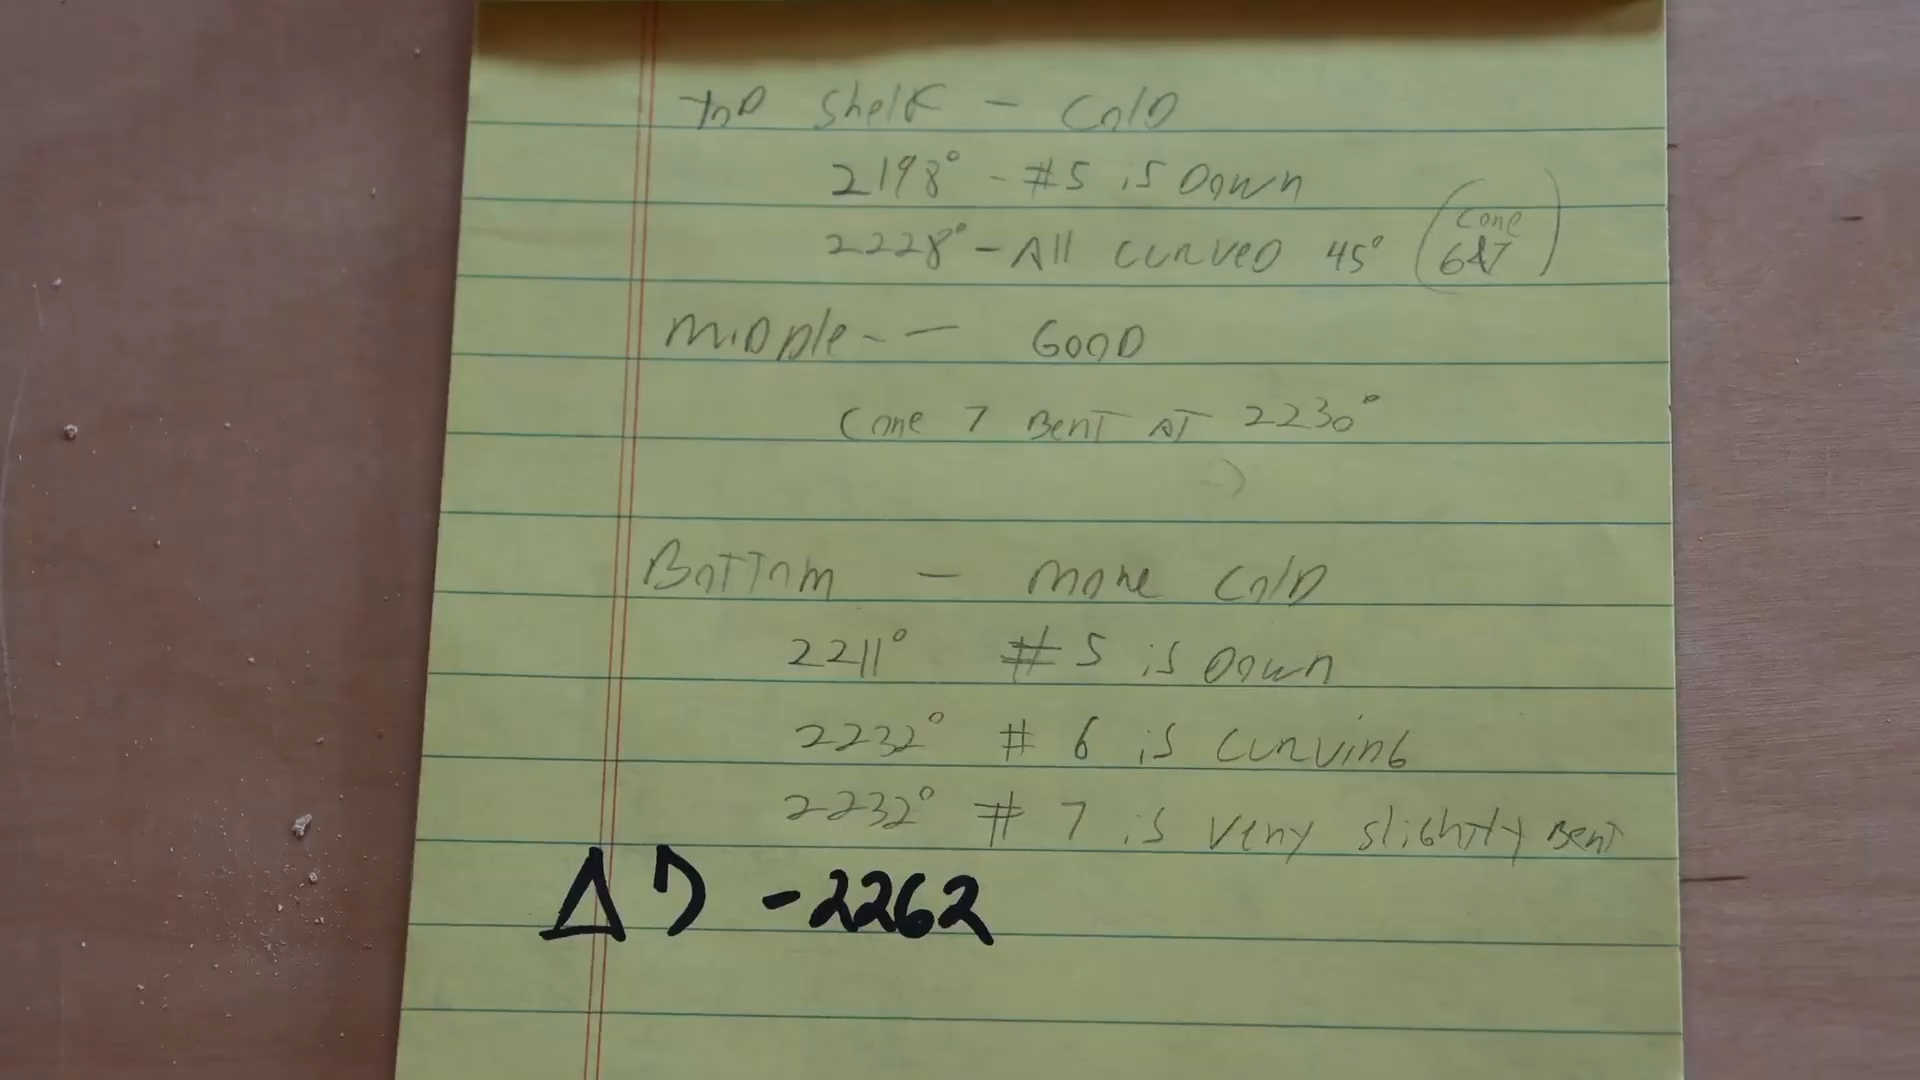 Top Shelf - Cold
2198° - #5 is Down
2228° - All curved 45° (Cone 6&7)
Middle - - Good
Cone 7 Bent at 2230°
Bottom - more Cold
2211° #5 is Down
2232° # 6 is curving
2232° # 7 is very slightly Bent
Δ 7 - 2262